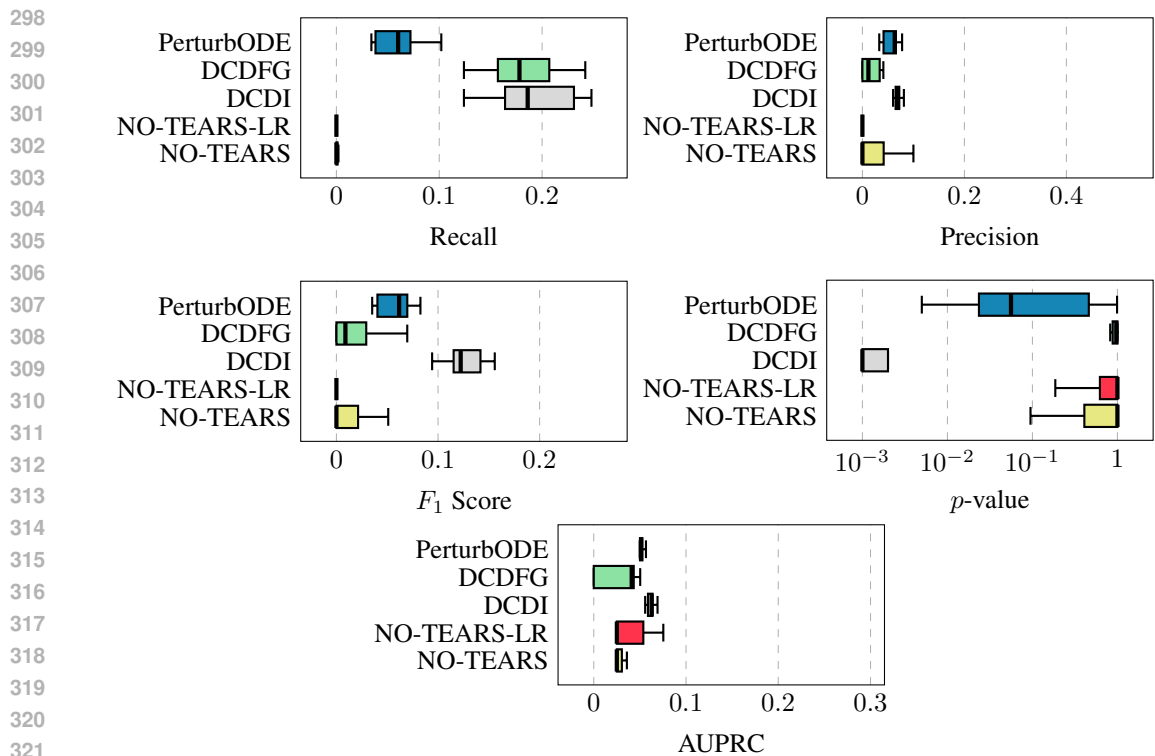 298
299
300
301
302
303
304
305
306
307
308
309
310
311
312
313
314
315
316
317
318
319
320
321
PerturbODE
DCDFG
DCDI
NO-TEARS-LR
NO-TEARS
0 0.1 0.2
Recall
PerturbODE
DCDFG
DCDI
NO-TEARS-LR
NO-TEARS
0 0.2 0.4
Precision
PerturbODE
DCDFG
DCDI
NO-TEARS-LR
NO-TEARS
0 0.1 0.2
F₁ Score
PerturbODE
DCDFG
DCDI
NO-TEARS-LR
NO-TEARS
10⁻³ 10⁻² 10⁻¹ 1
p-value
PerturbODE
DCDFG
DCDI
NO-TEARS-LR
NO-TEARS
0 0.1 0.2 0.3
AUPRC